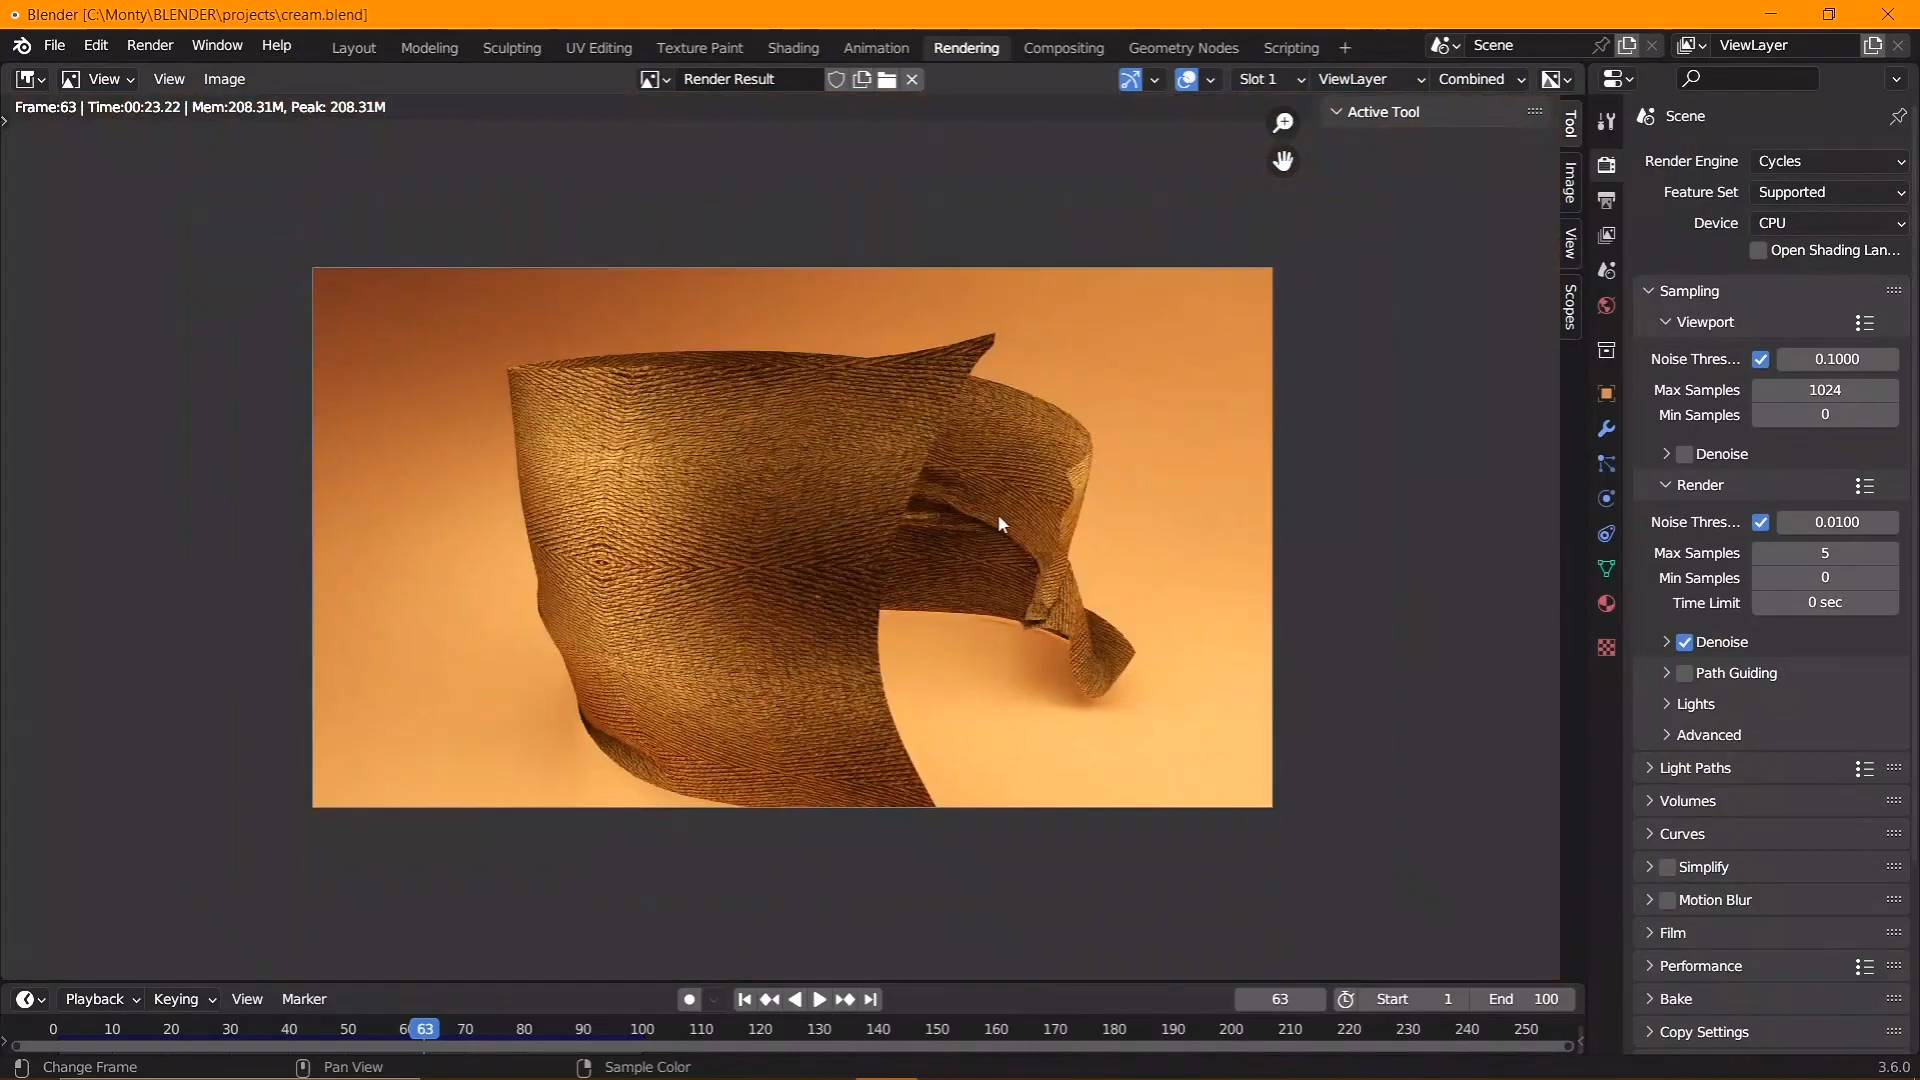 Blender [C:\Monty\BLENDER\projects\cream.blend]
File Edit Render Window Help Layout Modeling Sculpting UV Editing Texture Paint Shading Animation Rendering Compositing Geometry Nodes Scripting + Scene ViewLayer
View View Image Render Result Slot 1 ViewLayer Combined
Frame:63 | Time:00:23.22 | Mem:208.31M, Peak: 208.31M
Active Tool
Tool
Image
View
Scopes
Scene
Render Engine Cycles
Feature Set Supported
Device CPU
Open Shading Lan...
Sampling
Viewport
Noise Thres... 0.1000
Max Samples 1024
Min Samples 0
Denoise
Render
Noise Thres... 0.0100
Max Samples 5
Min Samples 0
Time Limit 0 sec
Denoise
Path Guiding
Lights
Advanced
Light Paths
Volumes
Curves
Simplify
Motion Blur
Film
Performance
Bake
Copy Settings
Playback Keying View Marker 63 Start 1 End 100
0 10 20 30 40 50 6 63 70 80 90 100 110 120 130 140 150 160 170 180 190 200 210 220 230 240 250
Change Frame Pan View Sample Color 3.6.0